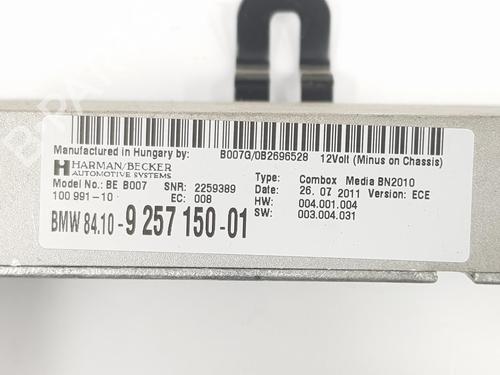 Manufactured in Hungary by: B007G/0B2696528 12Volt (Minus on Chassis)
HARMAN/BECKER
AUTOMOTIVE SYSTEMS
Type: Combox Media BN2010
Model No.: BE B007 SNR: 2259389 Date: 26. 07 2011 Version: ECE
100 991-10 EC: 008 HW: 004.001.004
SW: 003.004.031
BMW 84.10-9 257 150-01